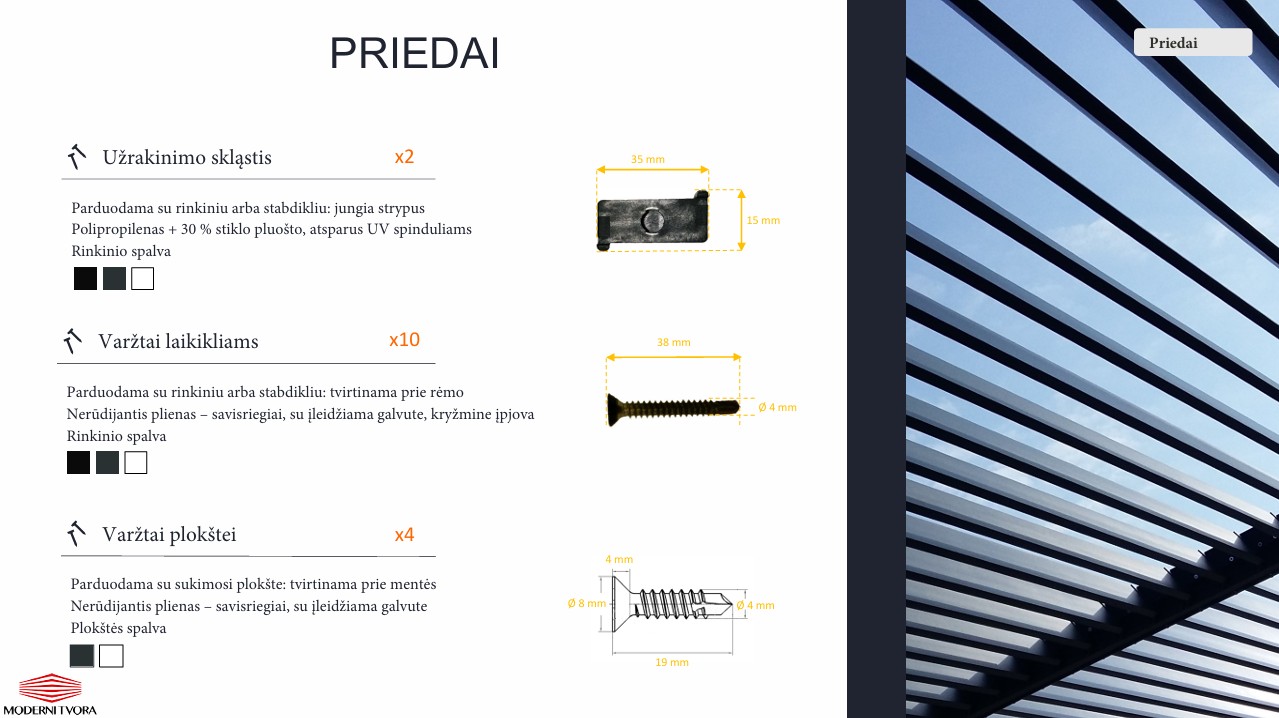 PRIEDAI
Priedai
Užrakinimo skląstis
x2
35 mm
15 mm
Parduodama su rinkiniu arba stabdikliu: jungia strypus
Polipropilenas + 30 % stiklo pluošto, atsparus UV spinduliams
Rinkinio spalva
Varžtai laikikliams
x10
38 mm
Ø 4 mm
Parduodama su rinkiniu arba stabdikliu: tvirtinama prie rėmo
Nerūdijantis plienas – savisriegiai, su įleidžiama galvute, kryžmine įpjova
Rinkinio spalva
Varžtai plokštei
x4
4 mm
Ø 8 mm
Ø 4 mm
19 mm
Parduodama su sukimosi plokšte: tvirtinama prie mentės
Nerūdijantis plienas – savisriegiai, su įleidžiama galvute
Plokštės spalva
MODERNI TVORA